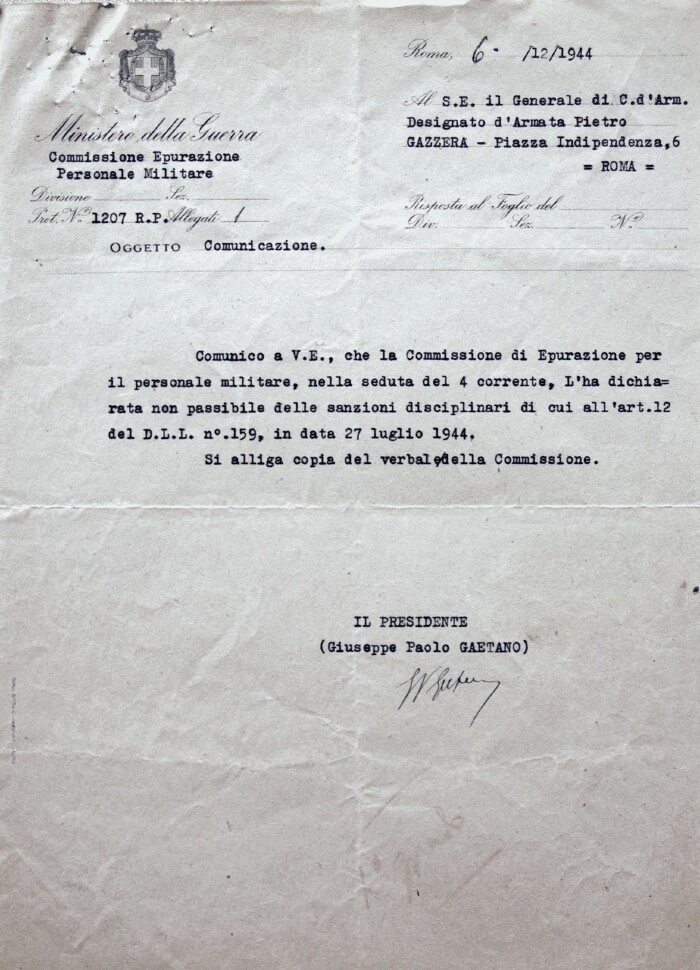 Roma, 6 - /12/1944
Al S.E. il Generale di C.d'Arm.
Designato d'Armata Pietro
GAZZERA - Piazza Indipendenza,6
= ROMA =
Ministero della Guerra
Commissione Epurazione
Personale Militare
Divisione Sez.
Prot. N.º 1207 R.P. Allegati 1
Risposta al Foglio del
Div. Sez. N.º
OGGETTO Comunicazione.
Comunico a V.E., che la Commissione di Epurazione per
il personale militare, nella seduta del 4 corrente, L'ha dichia=
rata non passibile delle sanzioni disciplinari di cui all'art.12
del D.L.L. nº.159, in data 27 luglio 1944.
Si alliga copia del verbale della Commissione.
IL PRESIDENTE
(Giuseppe Paolo GAETANO)